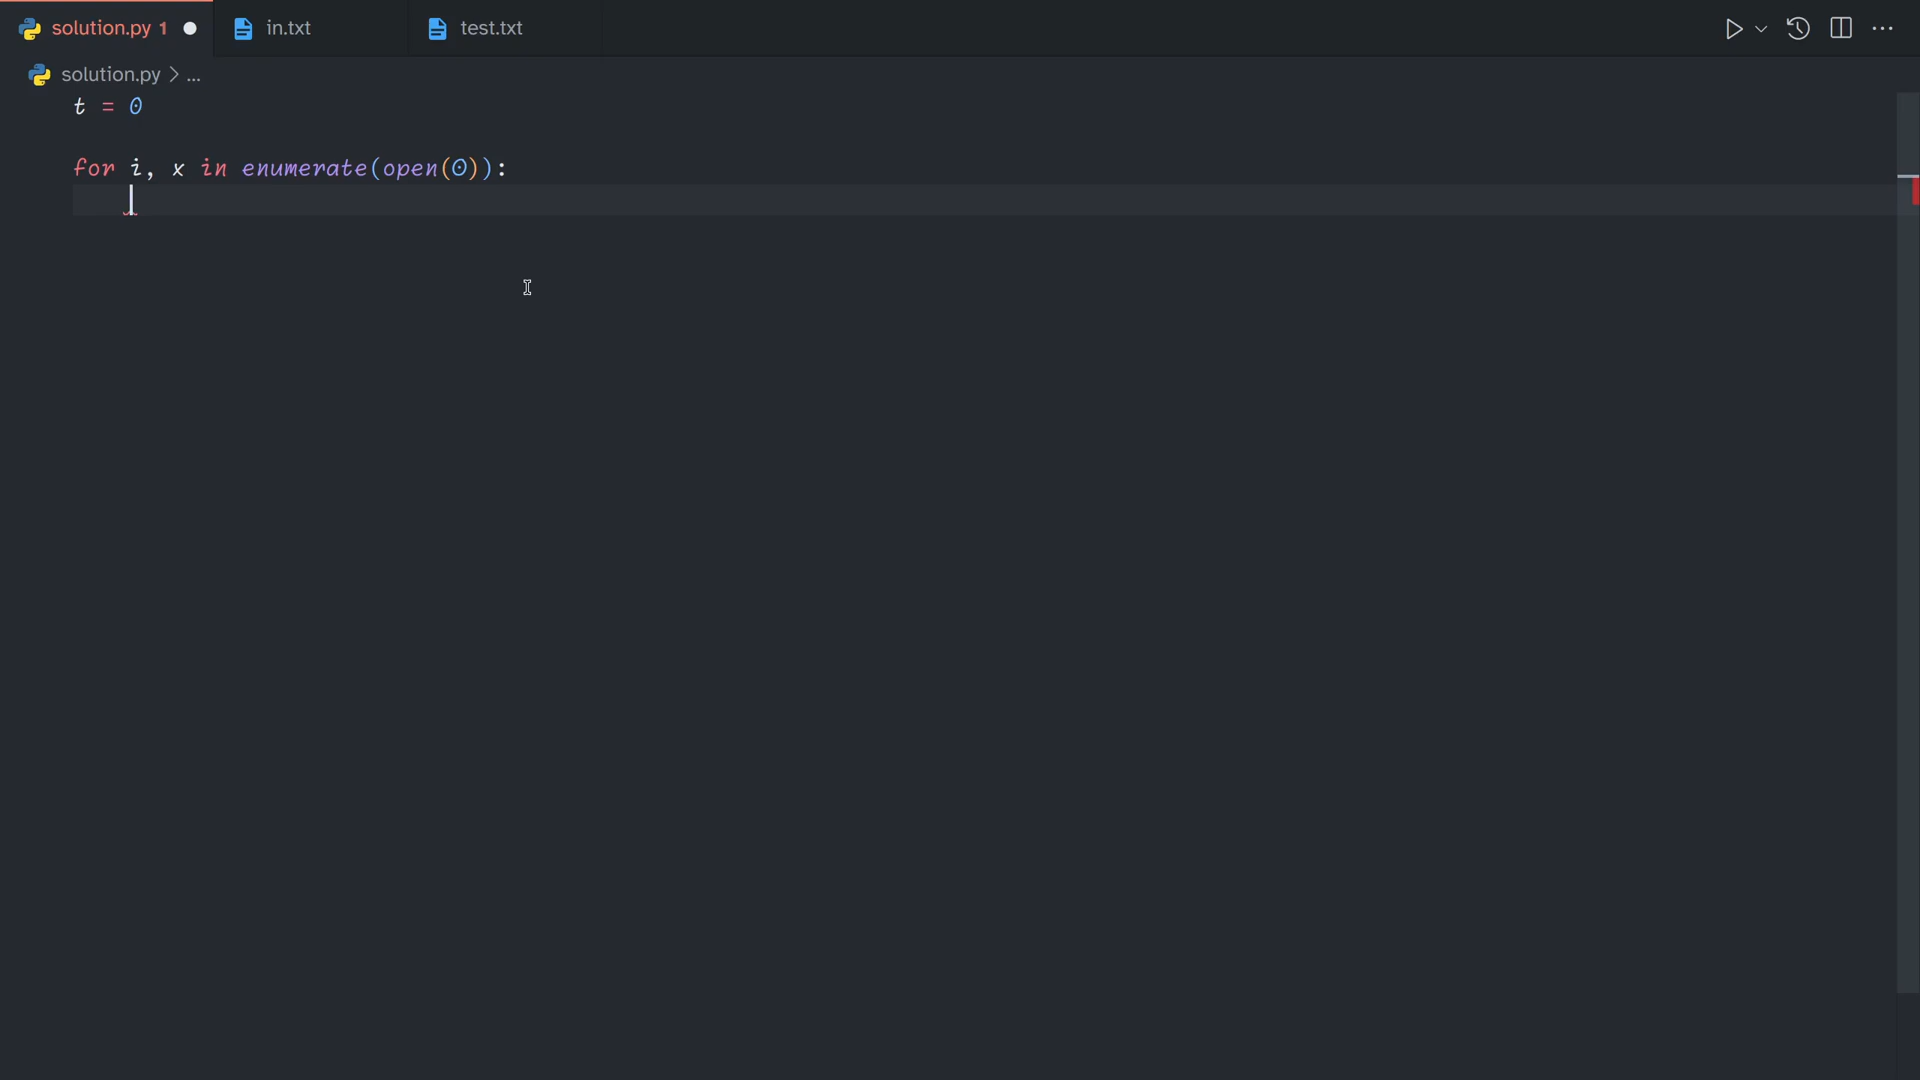 solution.py 1 in.txt test.txt
solution.py > ...
t = 0
for i, x in enumerate(open(0)):